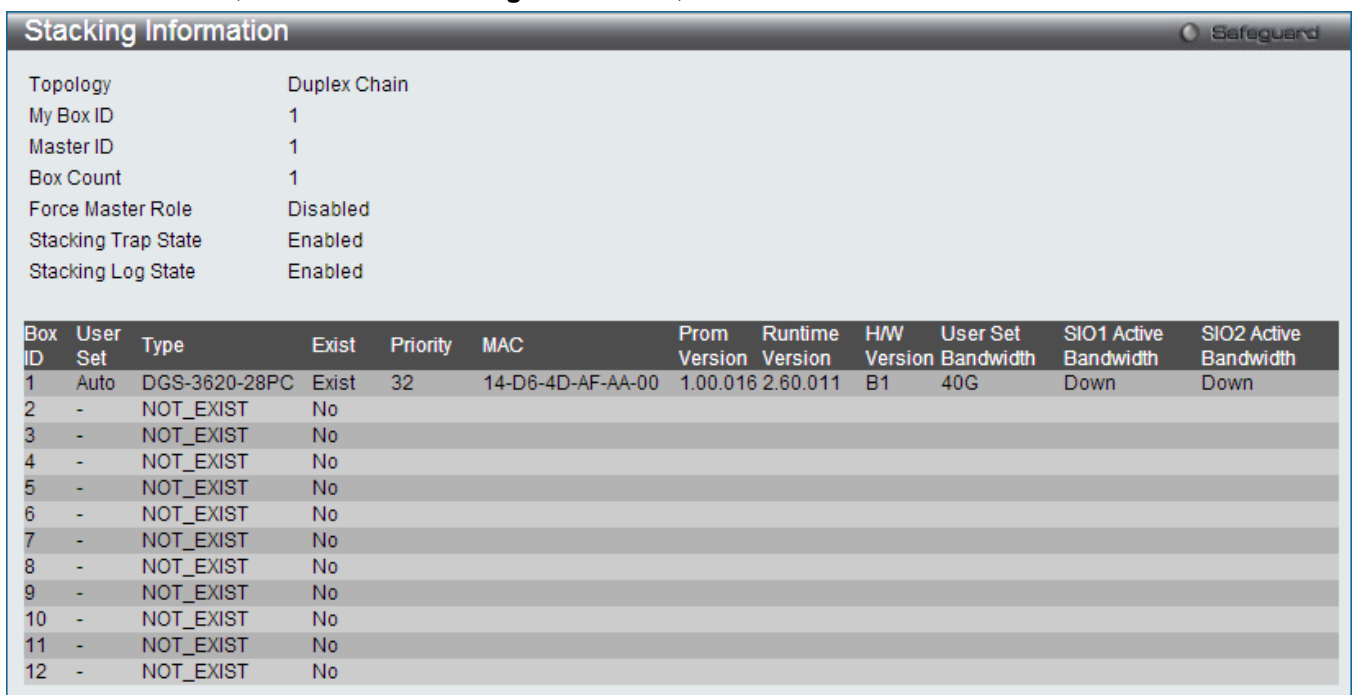 Stacking Information Safeguard
Topology Duplex Chain
My Box ID 1
Master ID 1
Box Count 1
Force Master Role Disabled
Stacking Trap State Enabled
Stacking Log State Enabled
Box ID User Set Type Exist Priority MAC Prom Version Runtime Version H/W Version User Set Bandwidth SIO1 Active Bandwidth SIO2 Active Bandwidth
1 Auto DGS-3620-28PC Exist 32 14-D6-4D-AF-AA-00 1.00.016 2.60.011 B1 40G Down Down
2 - NOT_EXIST No
3 - NOT_EXIST No
4 - NOT_EXIST No
5 - NOT_EXIST No
6 - NOT_EXIST No
7 - NOT_EXIST No
8 - NOT_EXIST No
9 - NOT_EXIST No
10 - NOT_EXIST No
11 - NOT_EXIST No
12 - NOT_EXIST No